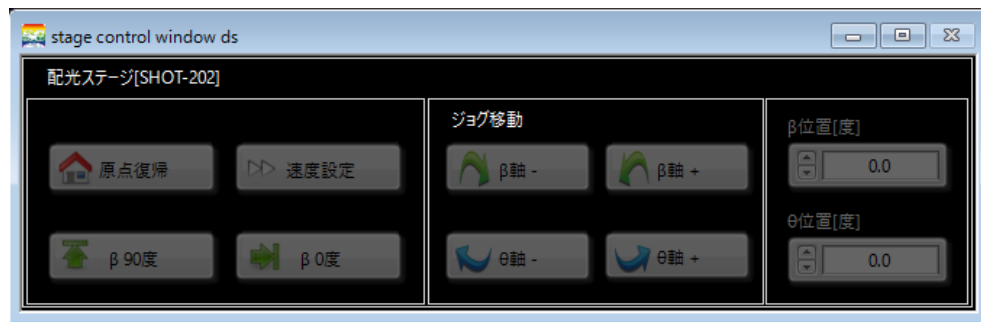 stage control window ds
配光ステージ[SHOT-202]
原点復帰
速度設定
β 90度
β 0度
ジョグ移動
β軸 -
β軸 +
θ軸 -
θ軸 +
β位置[度]
0.0
θ位置[度]
0.0